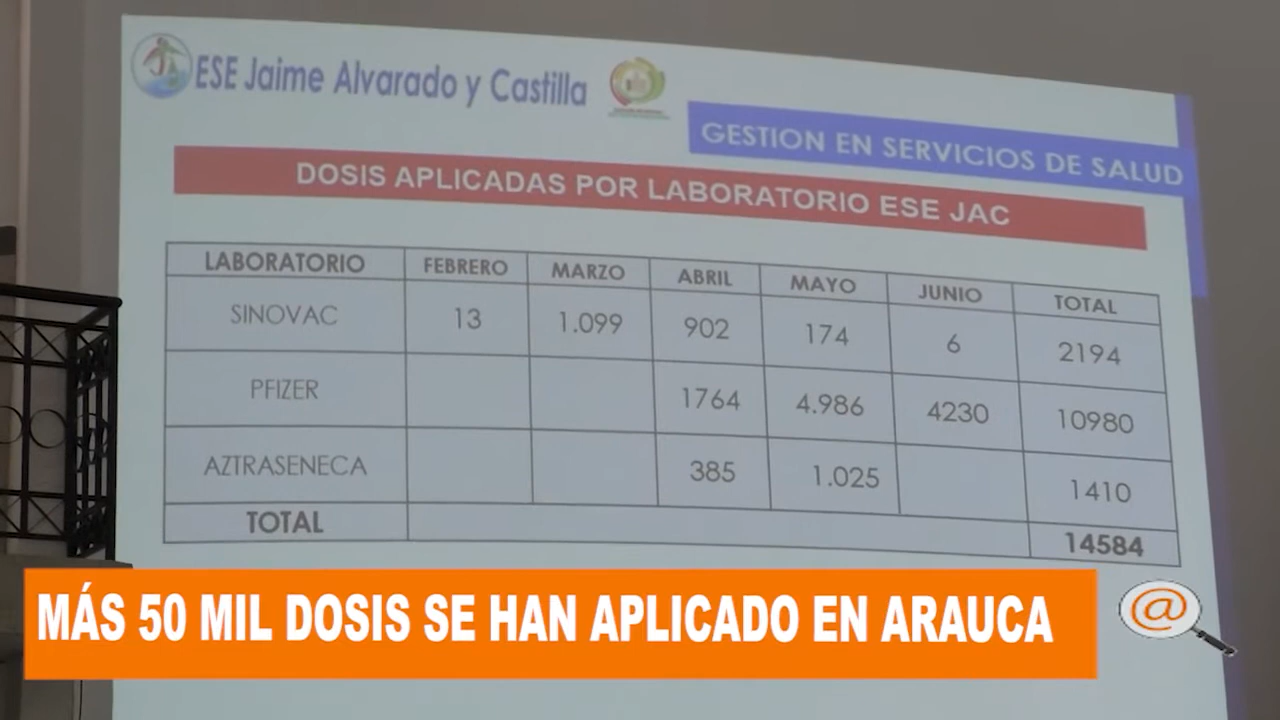 ESE Jaime Alvarado y Castilla
GESTION EN SERVICIOS DE SALUD
DOSIS APLICADAS POR LABORATORIO ESE JAC
LABORATORIO FEBRERO MARZO ABRIL MAYO JUNIO TOTAL
SINOVAC 13 1.099 902 174 6 2194
PFIZER 1764 4.986 4230 10980
AZTRASENECA 385 1.025 1410
TOTAL 14584
MÁS 50 MIL DOSIS SE HAN APLICADO EN ARAUCA
@